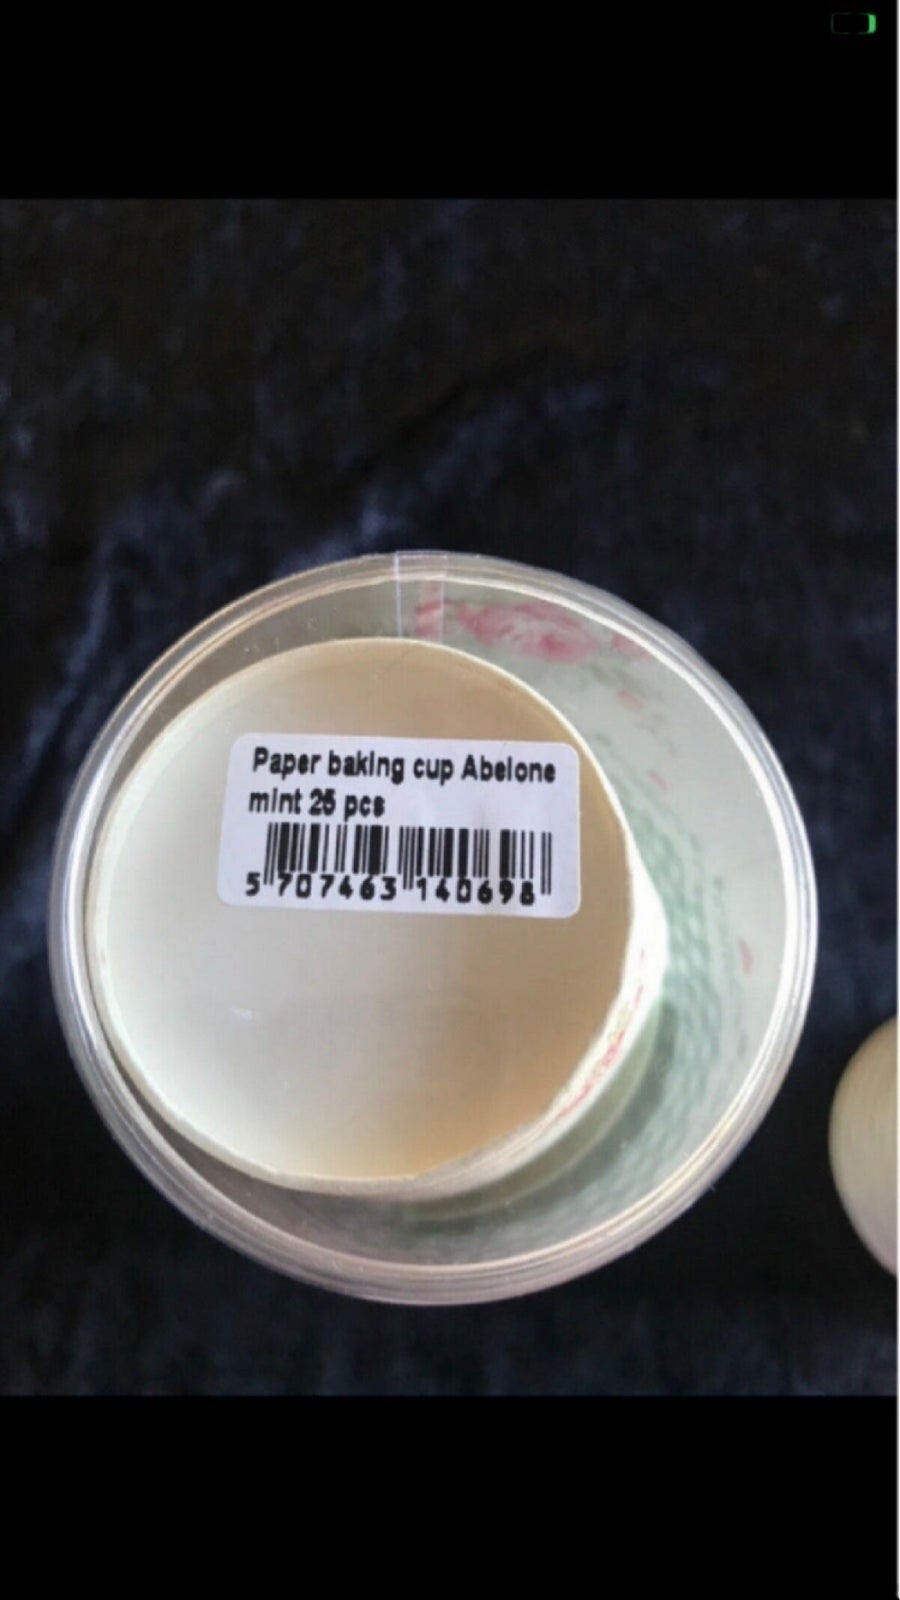 Paper baking cup Abelone
mint 25 pcs
5 707463 140698